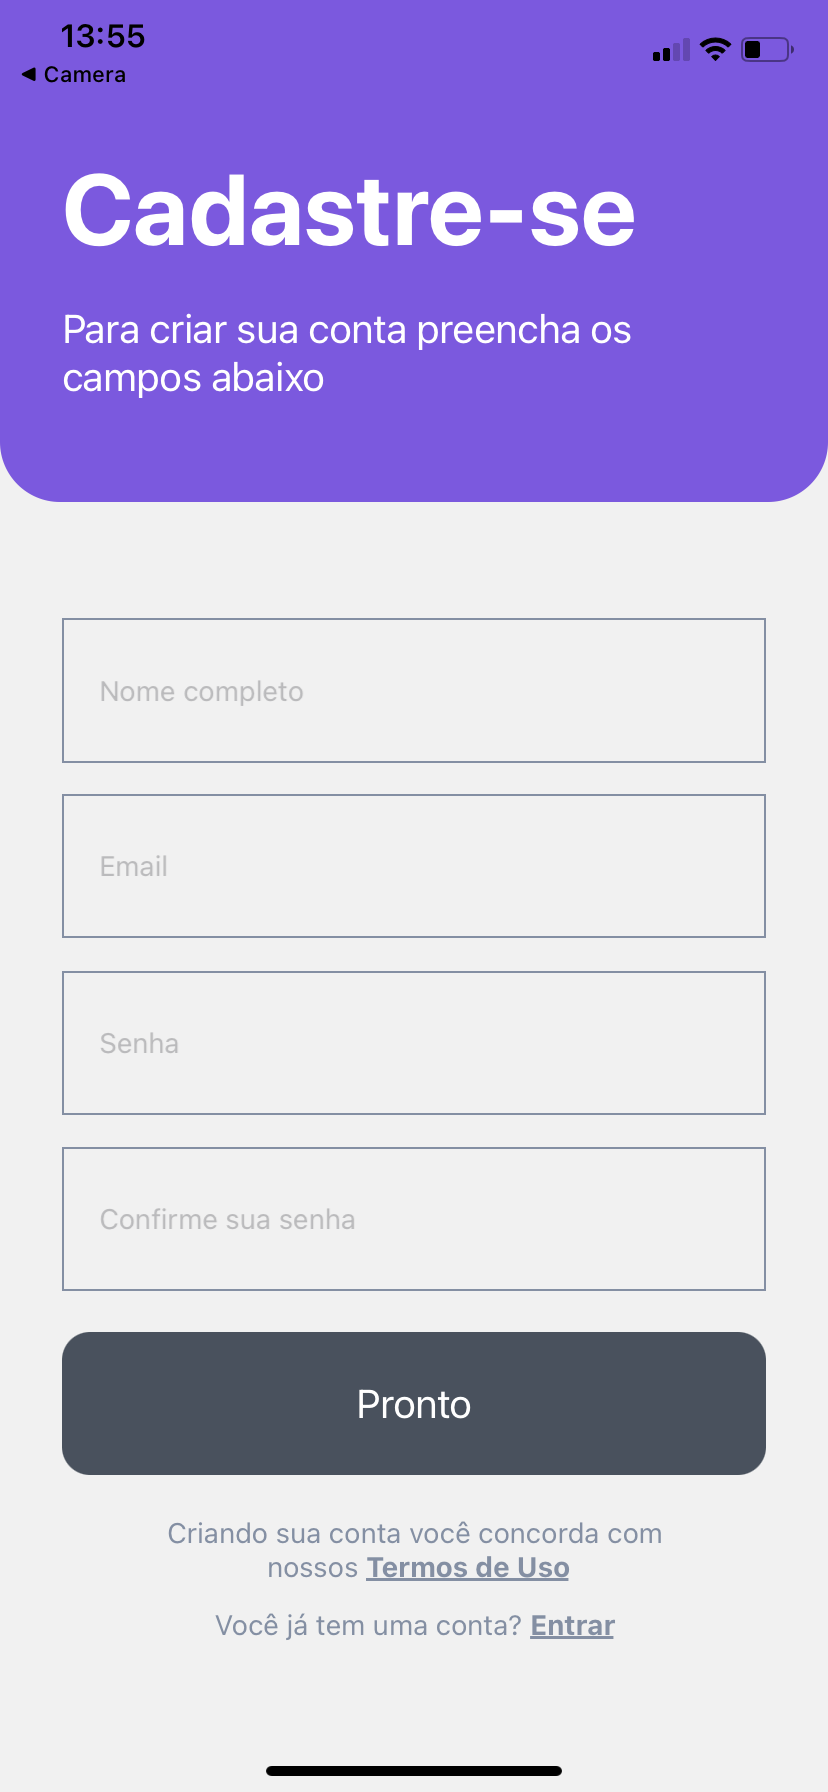 13:55
◀ Camera
Cadastre-se
Para criar sua conta preencha os
campos abaixo
Nome completo
Email
Senha
Confirme sua senha
Pronto
Criando sua conta você concorda com
nossos Termos de Uso
Você já tem uma conta? Entrar